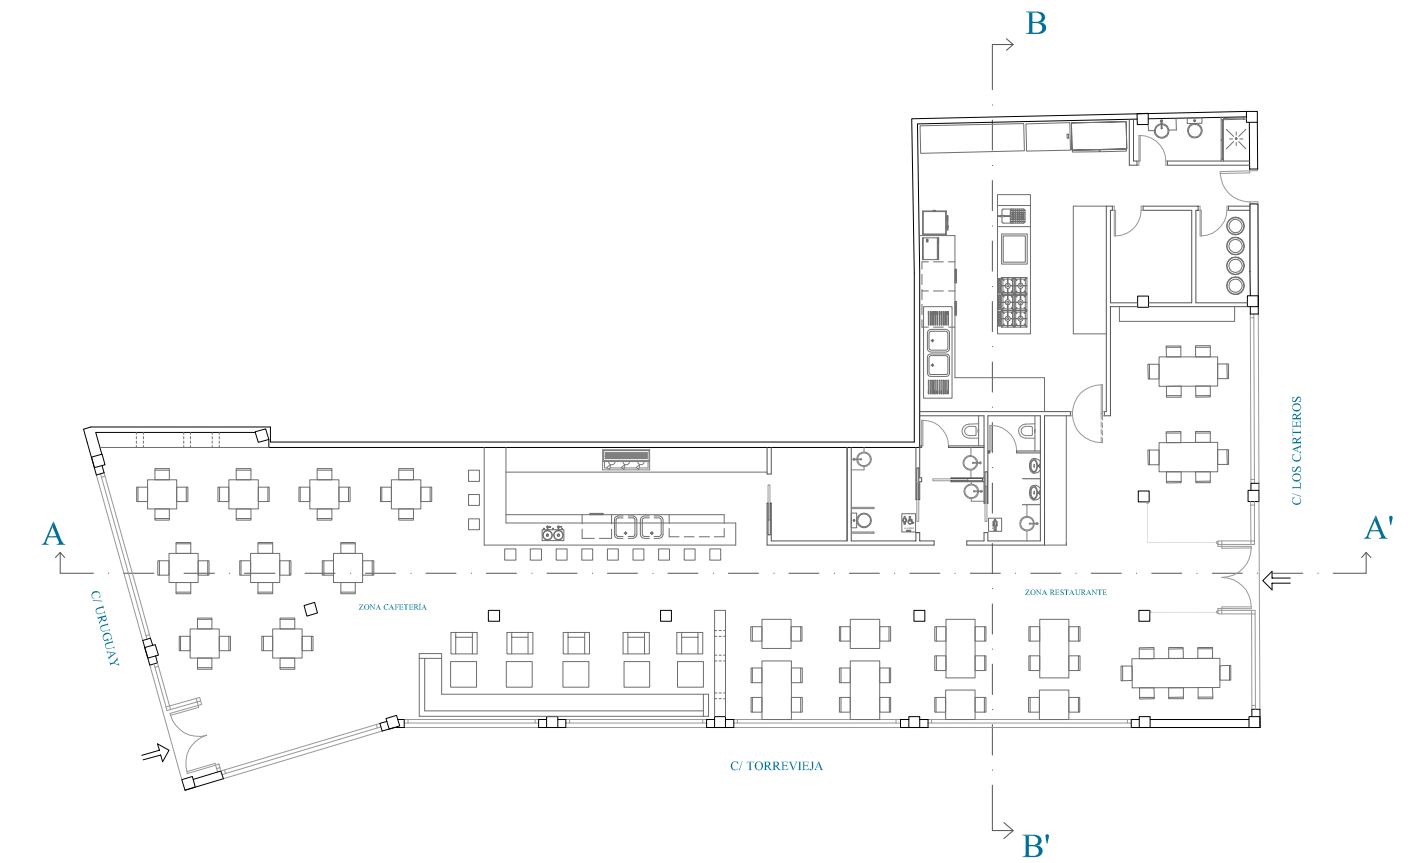 B
A
A'
C/ LOS CARTEROS
C/ URUGUAY
ZONA CAFETERÍA
ZONA RESTAURANTE
C/ TORREVIEJA
B'